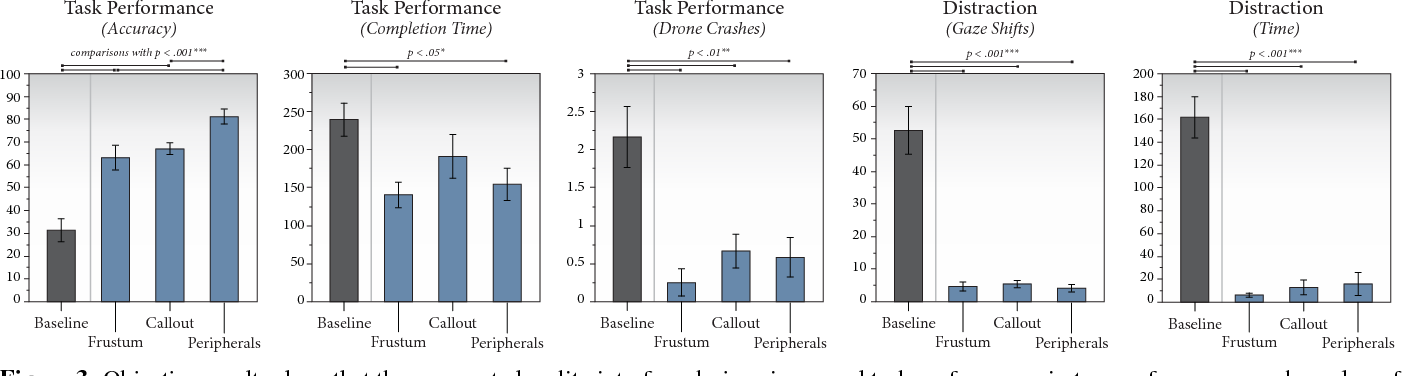 Task Performance
(Accuracy)
comparisons with p < .001***
100
90
80
70
60
50
40
30
20
10
0
Baseline
Frustum
Callout
Peripherals
Task Performance
(Completion Time)
p < .05*
300
250
200
150
100
50
0
Baseline
Frustum
Callout
Peripherals
Task Performance
(Drone Crashes)
p < .01**
3
2.5
2
1.5
1
0.5
0
Baseline
Frustum
Callout
Peripherals
Distraction
(Gaze Shifts)
p < .001***
70
60
50
40
30
20
10
0
Baseline
Frustum
Callout
Peripherals
Distraction
(Time)
p < .001***
200
180
160
140
120
100
80
60
40
20
0
Baseline
Frustum
Callout
Peripherals